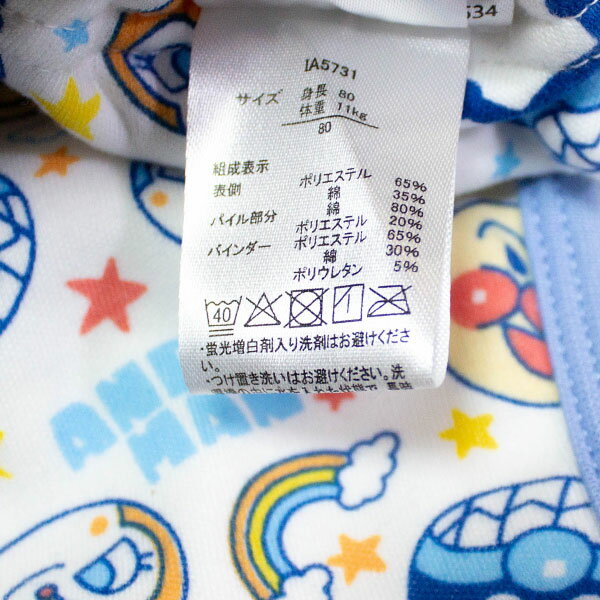 534
IA5731
サイズ 身長 80
体重 11kg
80
組成表示
表側 ポリエステル 65%
綿 35%
パイル部分 綿 80%
ポリエステル 20%
バインダー ポリエステル 65%
綿 30%
ポリウレタン 5%
40
・蛍光増白剤入り洗剤はお避けくださ
い。
・つけ置き洗いはお避けください。洗
AN
MAN